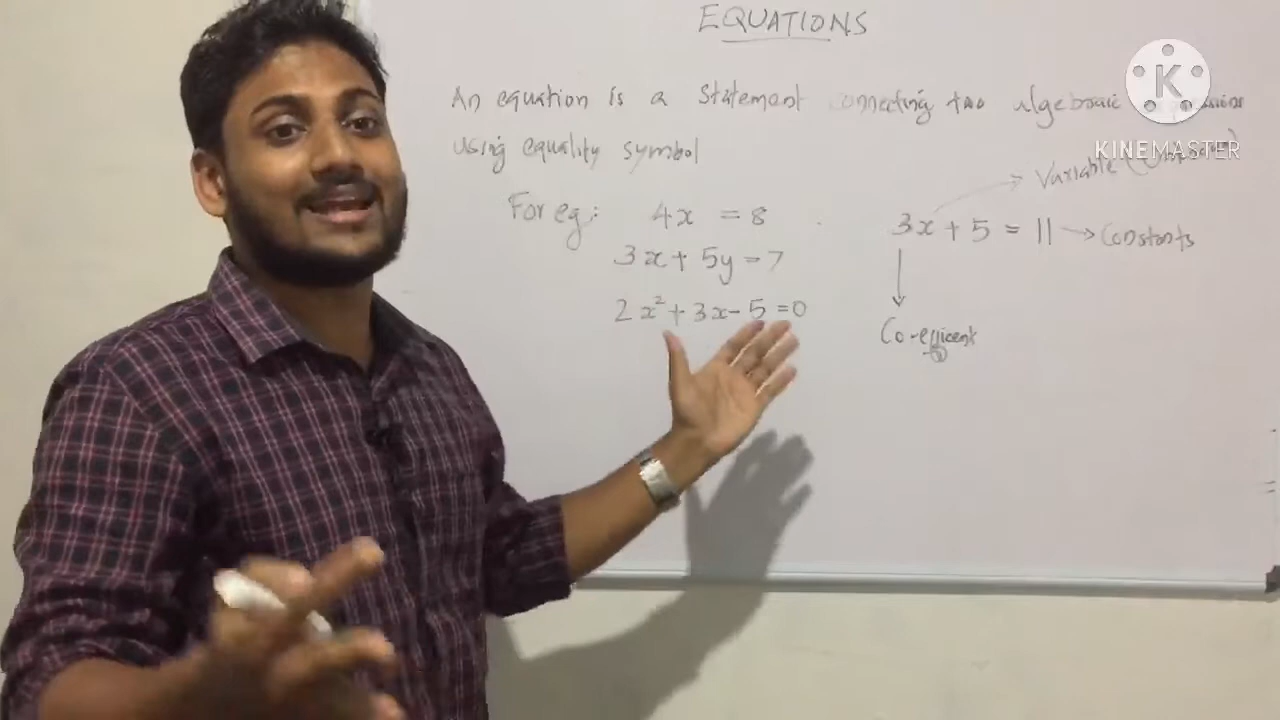 EQUATIONS
An equation is a statement connecting two algebraic
using equality symbol
K
KINEMASTER
Variable
For eg: 4x = 8
3x + 5 = 11 → Constants
3x + 5y = 7
2x² + 3x - 5 = 0
Co-efficient